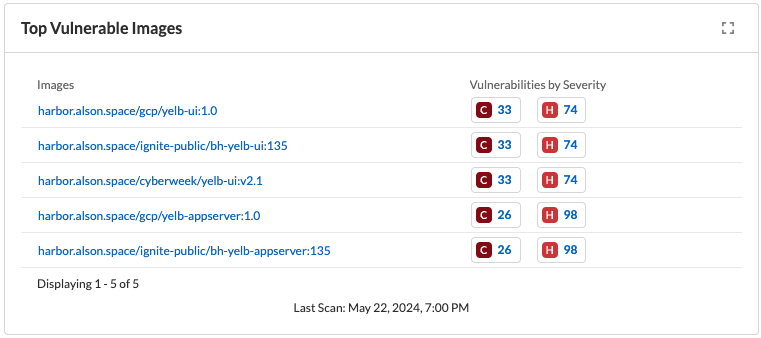 Top Vulnerable Images
Images Vulnerabilities by Severity
harbor.alson.space/gcp/yelb-ui:1.0 C 33 H 74
harbor.alson.space/ignite-public/bh-yelb-ui:135 C 33 H 74
harbor.alson.space/cyberweek/yelb-ui:v2.1 C 33 H 74
harbor.alson.space/gcp/yelb-appserver:1.0 C 26 H 98
harbor.alson.space/ignite-public/bh-yelb-appserver:135 C 26 H 98
Displaying 1 - 5 of 5
Last Scan: May 22, 2024, 7:00 PM